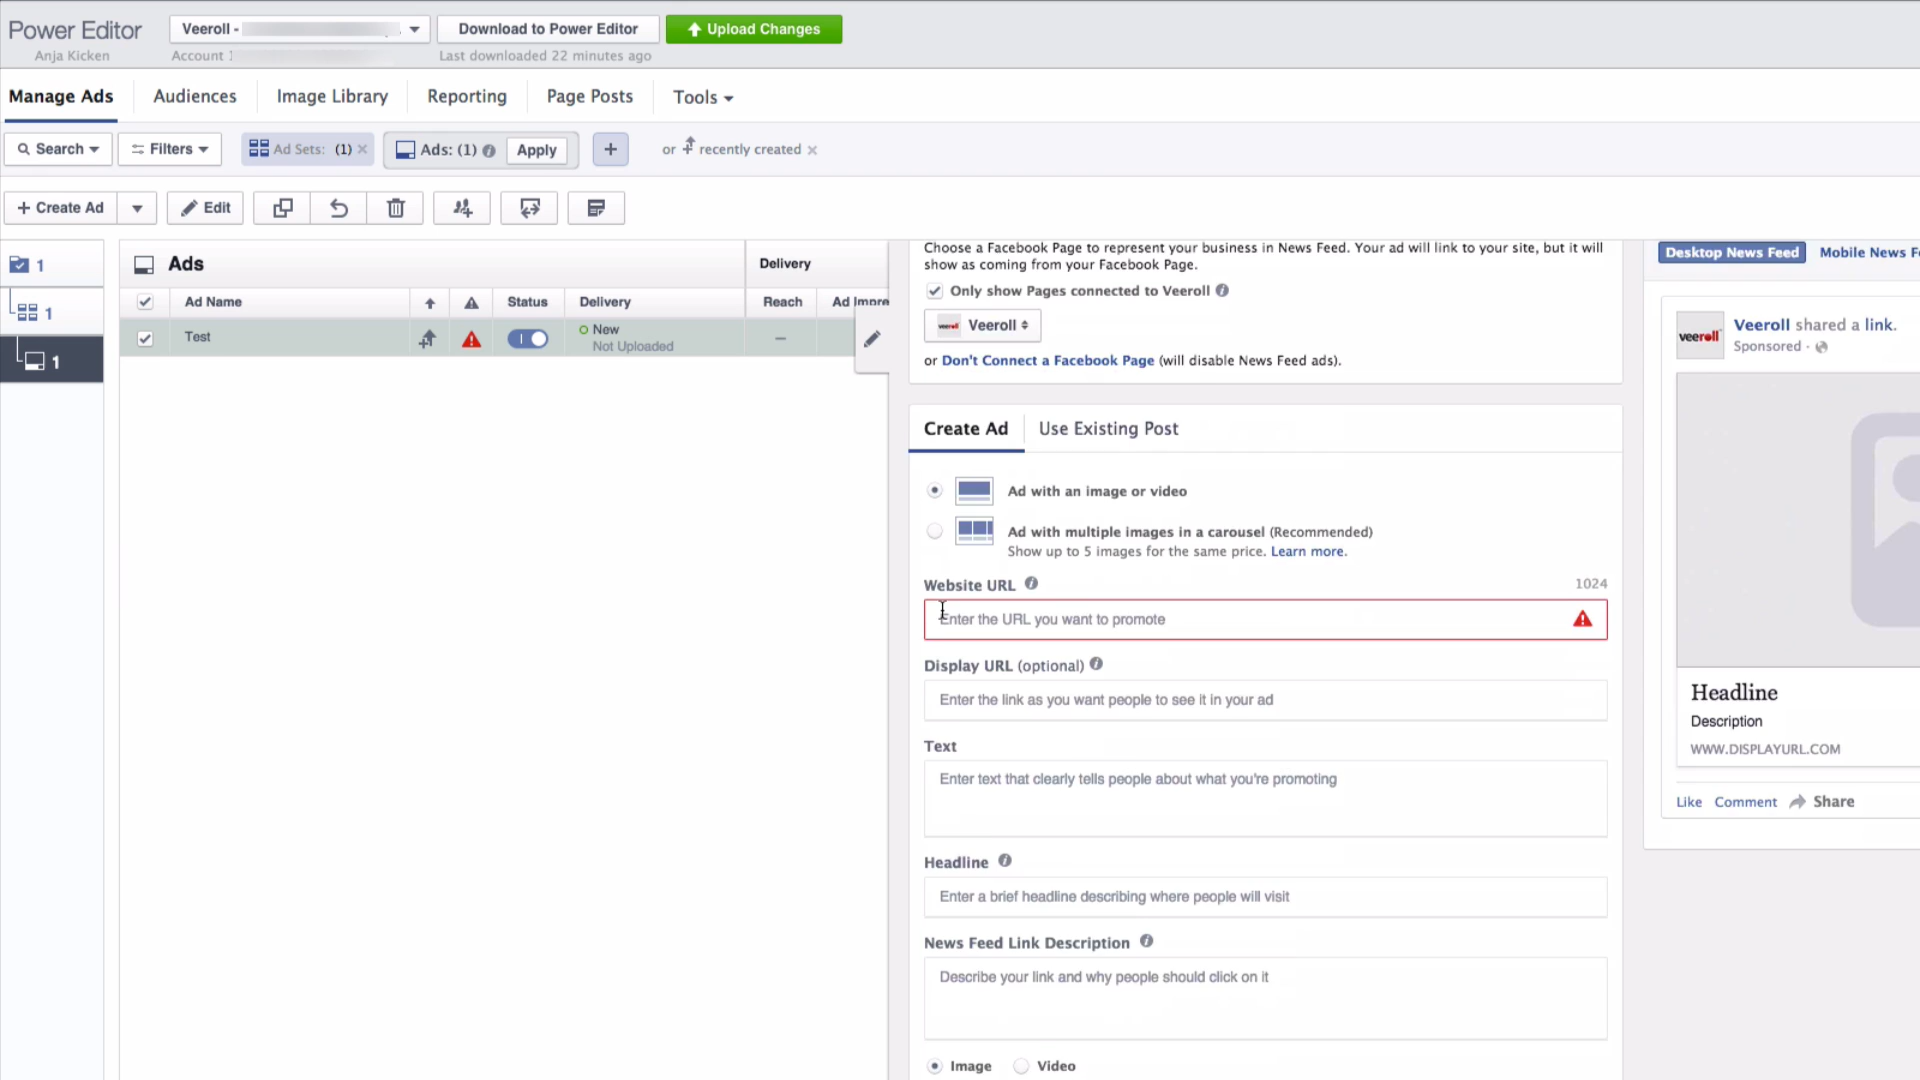 Power Editor
Anja Kicken
Veeroll -
Account
Download to Power Editor
Last downloaded 22 minutes ago
Upload Changes
Manage Ads
Audiences
Image Library
Reporting
Page Posts
Tools
Search
Filters
Ad Sets: (1)
Ads: (1)
Apply
+
or recently created
+ Create Ad
Edit
1
1
1
Ads
Delivery
Ad Name
Status
Delivery
Reach
Ad Impre
Test
New
Not Uploaded
—
Choose a Facebook Page to represent your business in News Feed. Your ad will link to your site, but it will
show as coming from your Facebook Page.
Only show Pages connected to Veeroll
veeroll Veeroll
or Don't Connect a Facebook Page (will disable News Feed ads).
Create Ad
Use Existing Post
Ad with an image or video
Ad with multiple images in a carousel (Recommended)
Show up to 5 images for the same price. Learn more.
Website URL
1024
Enter the URL you want to promote
Display URL (optional)
Enter the link as you want people to see it in your ad
Text
Enter text that clearly tells people about what you're promoting
Headline
Enter a brief headline describing where people will visit
News Feed Link Description
Describe your link and why people should click on it
Image
Video
Desktop News Feed
Mobile News Fe
veeroll
Veeroll shared a link.
Sponsored ·
Headline
Description
WWW.DISPLAYURL.COM
Like Comment Share